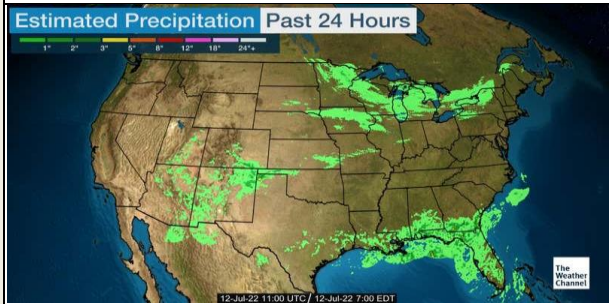 Estimated Precipitation Past 24 Hours
1" 2" 3" 5" 8" 12" 18" 24"+
The
Weather
Channel
12-Jul-22 11:00 UTC / 12-Jul-22 7:00 EDT